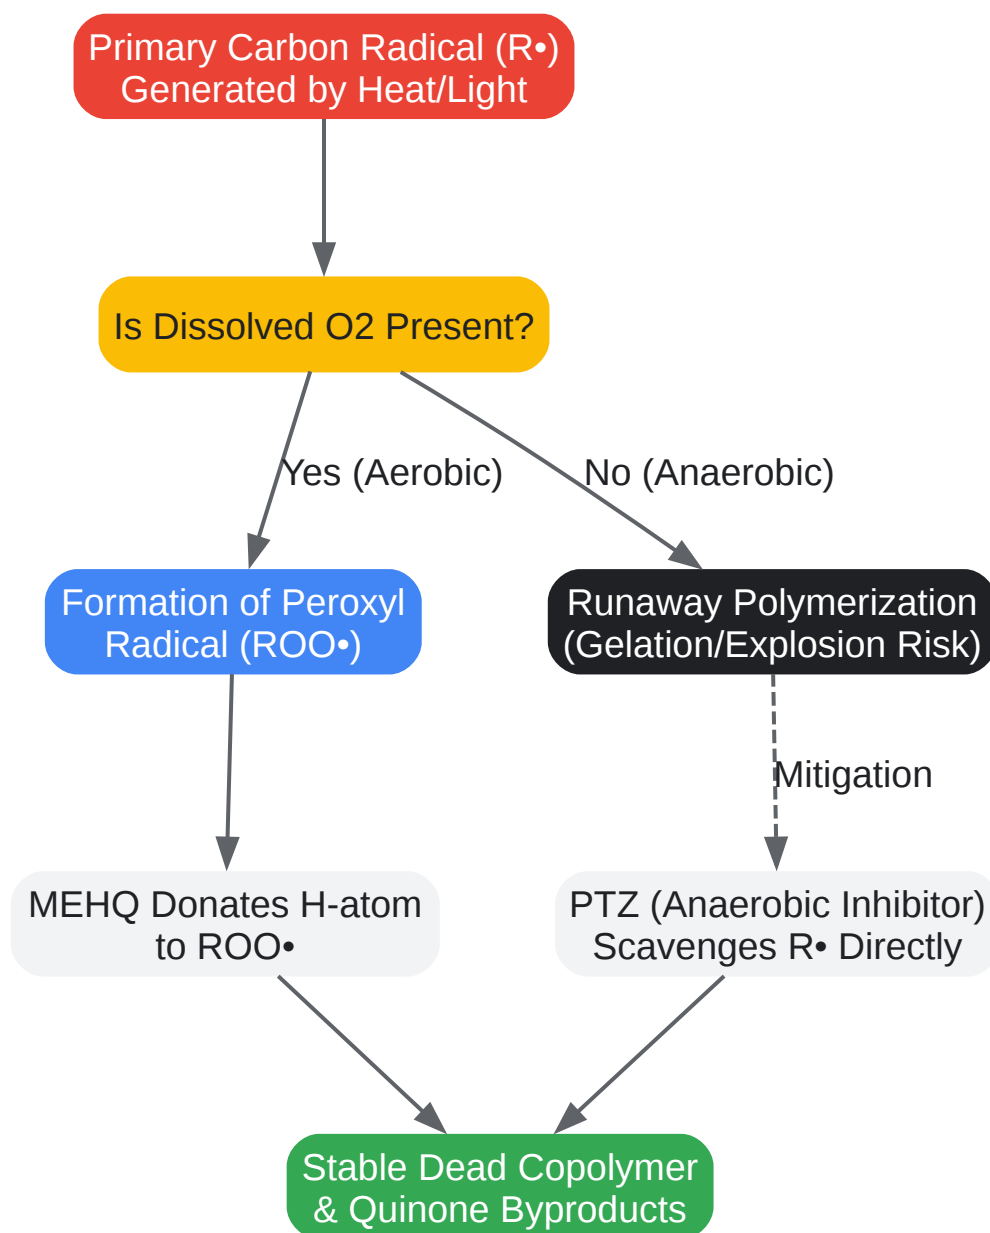 Primary Carbon Radical (R•)
Generated by Heat/Light
Is Dissolved O2 Present?
Yes (Aerobic)
No (Anaerobic)
Formation of Peroxyl
Radical (ROO•)
Runaway Polymerization
(Gelation/Explosion Risk)
Mitigation
MEHQ Donates H-atom
to ROO•
PTZ (Anaerobic Inhibitor)
Scavenges R• Directly
Stable Dead Copolymer
& Quinone Byproducts